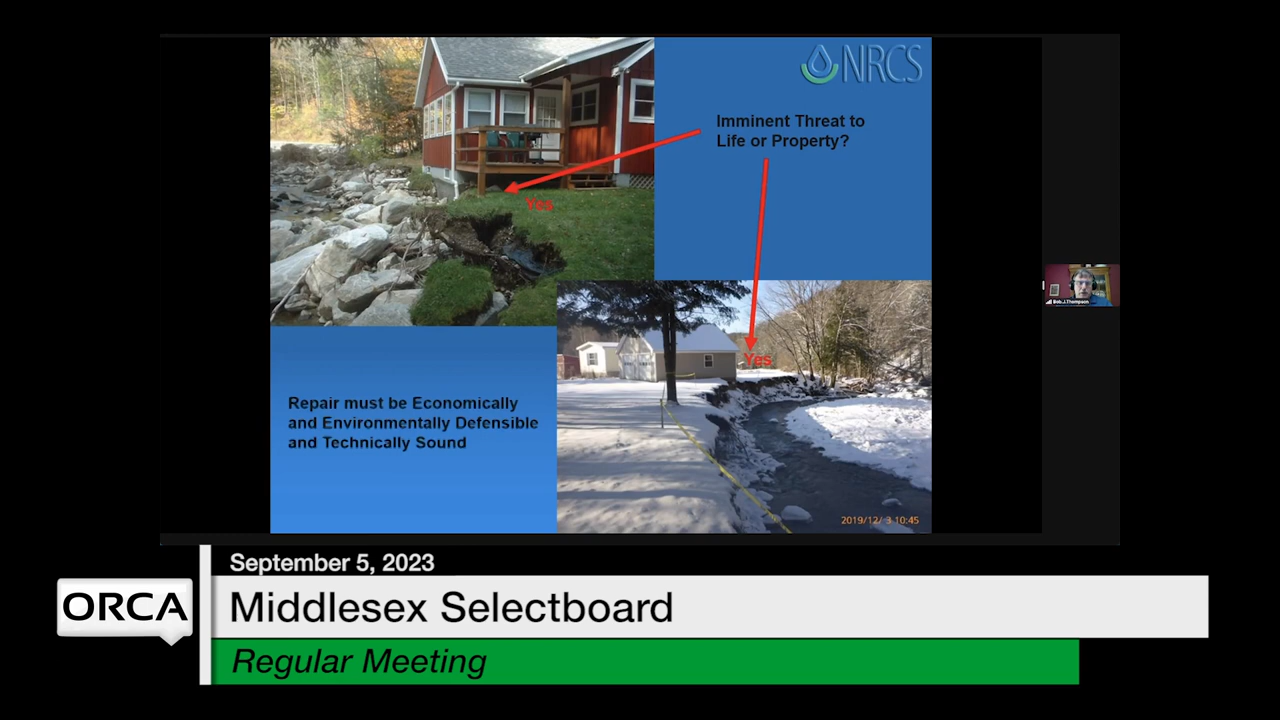 NRCS
Imminent Threat to
Life or Property?
Yes
Yes
Repair must be Economically
and Environmentally Defensible
and Technically Sound
2019/12/ 3 10:45
Bob.J.Thompson
September 5, 2023
ORCA
Middlesex Selectboard
Regular Meeting